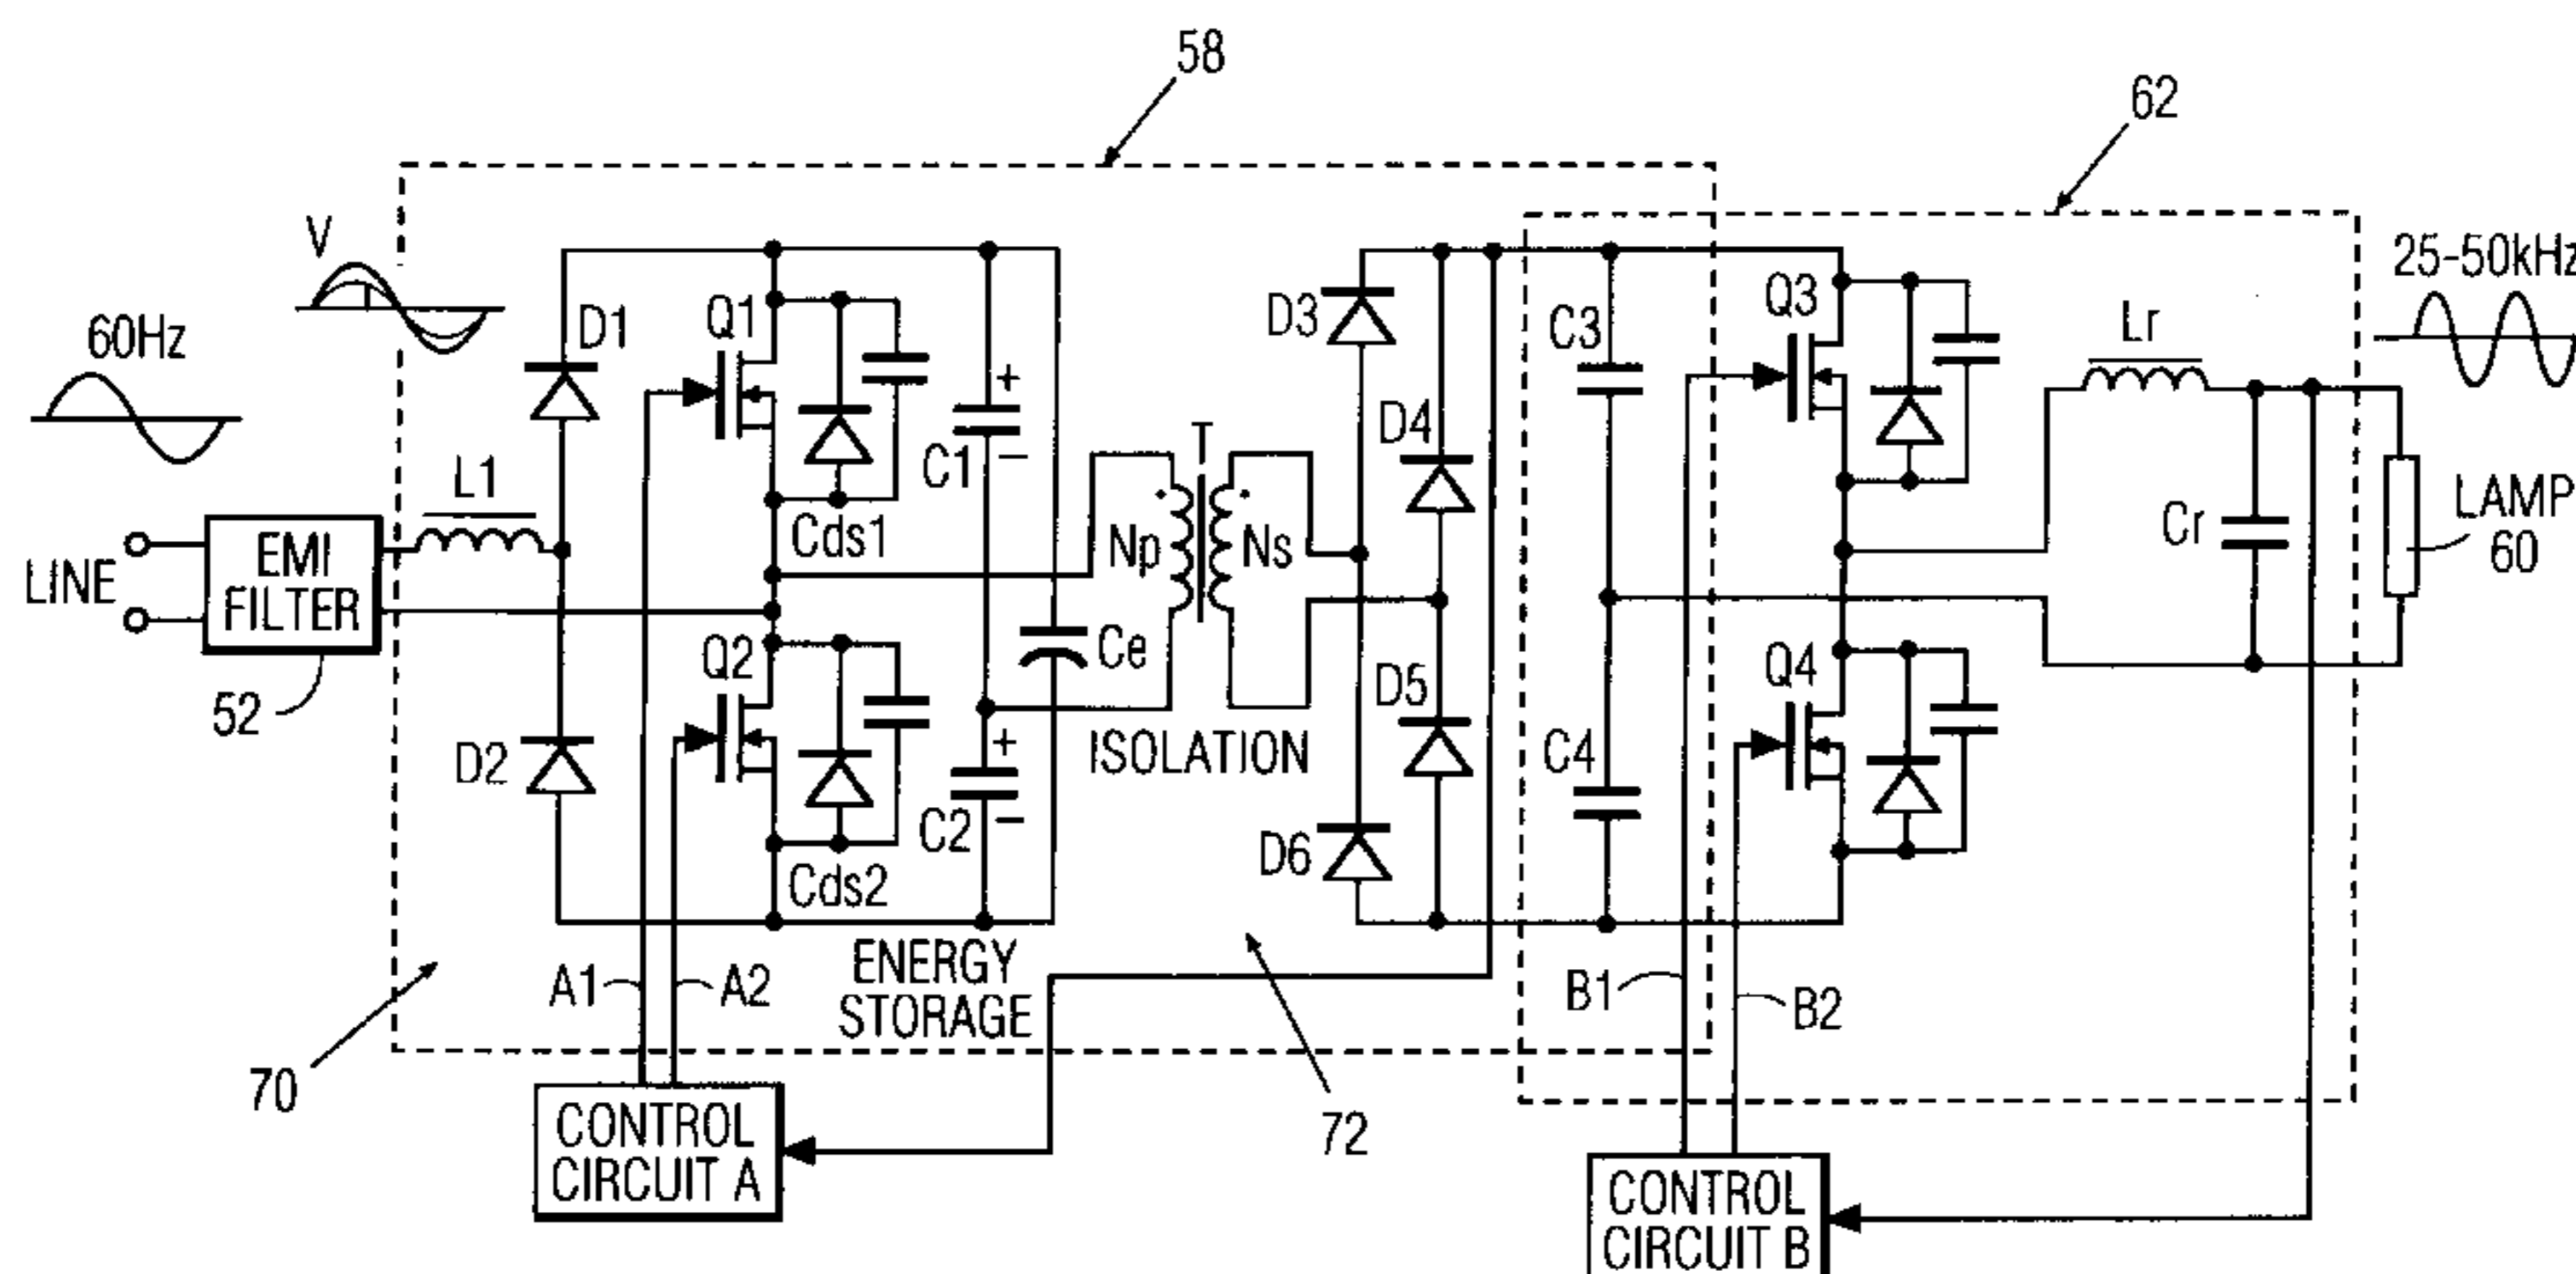 58
62
V
60Hz
25-50kHz
D1
Q1
D3
C3
Q3
Lr
+
C1
−
T
D4
L1
Cds1
Np
Ns
Cr
LAMP
60
LINE
EMI
FILTER
Q2
Ce
D5
Q4
52
D2
+
ISOLATION
C4
C2
−
D6
Cds2
ENERGY
STORAGE
A1
A2
B1
B2
70
72
CONTROL
CIRCUIT A
CONTROL
CIRCUIT B